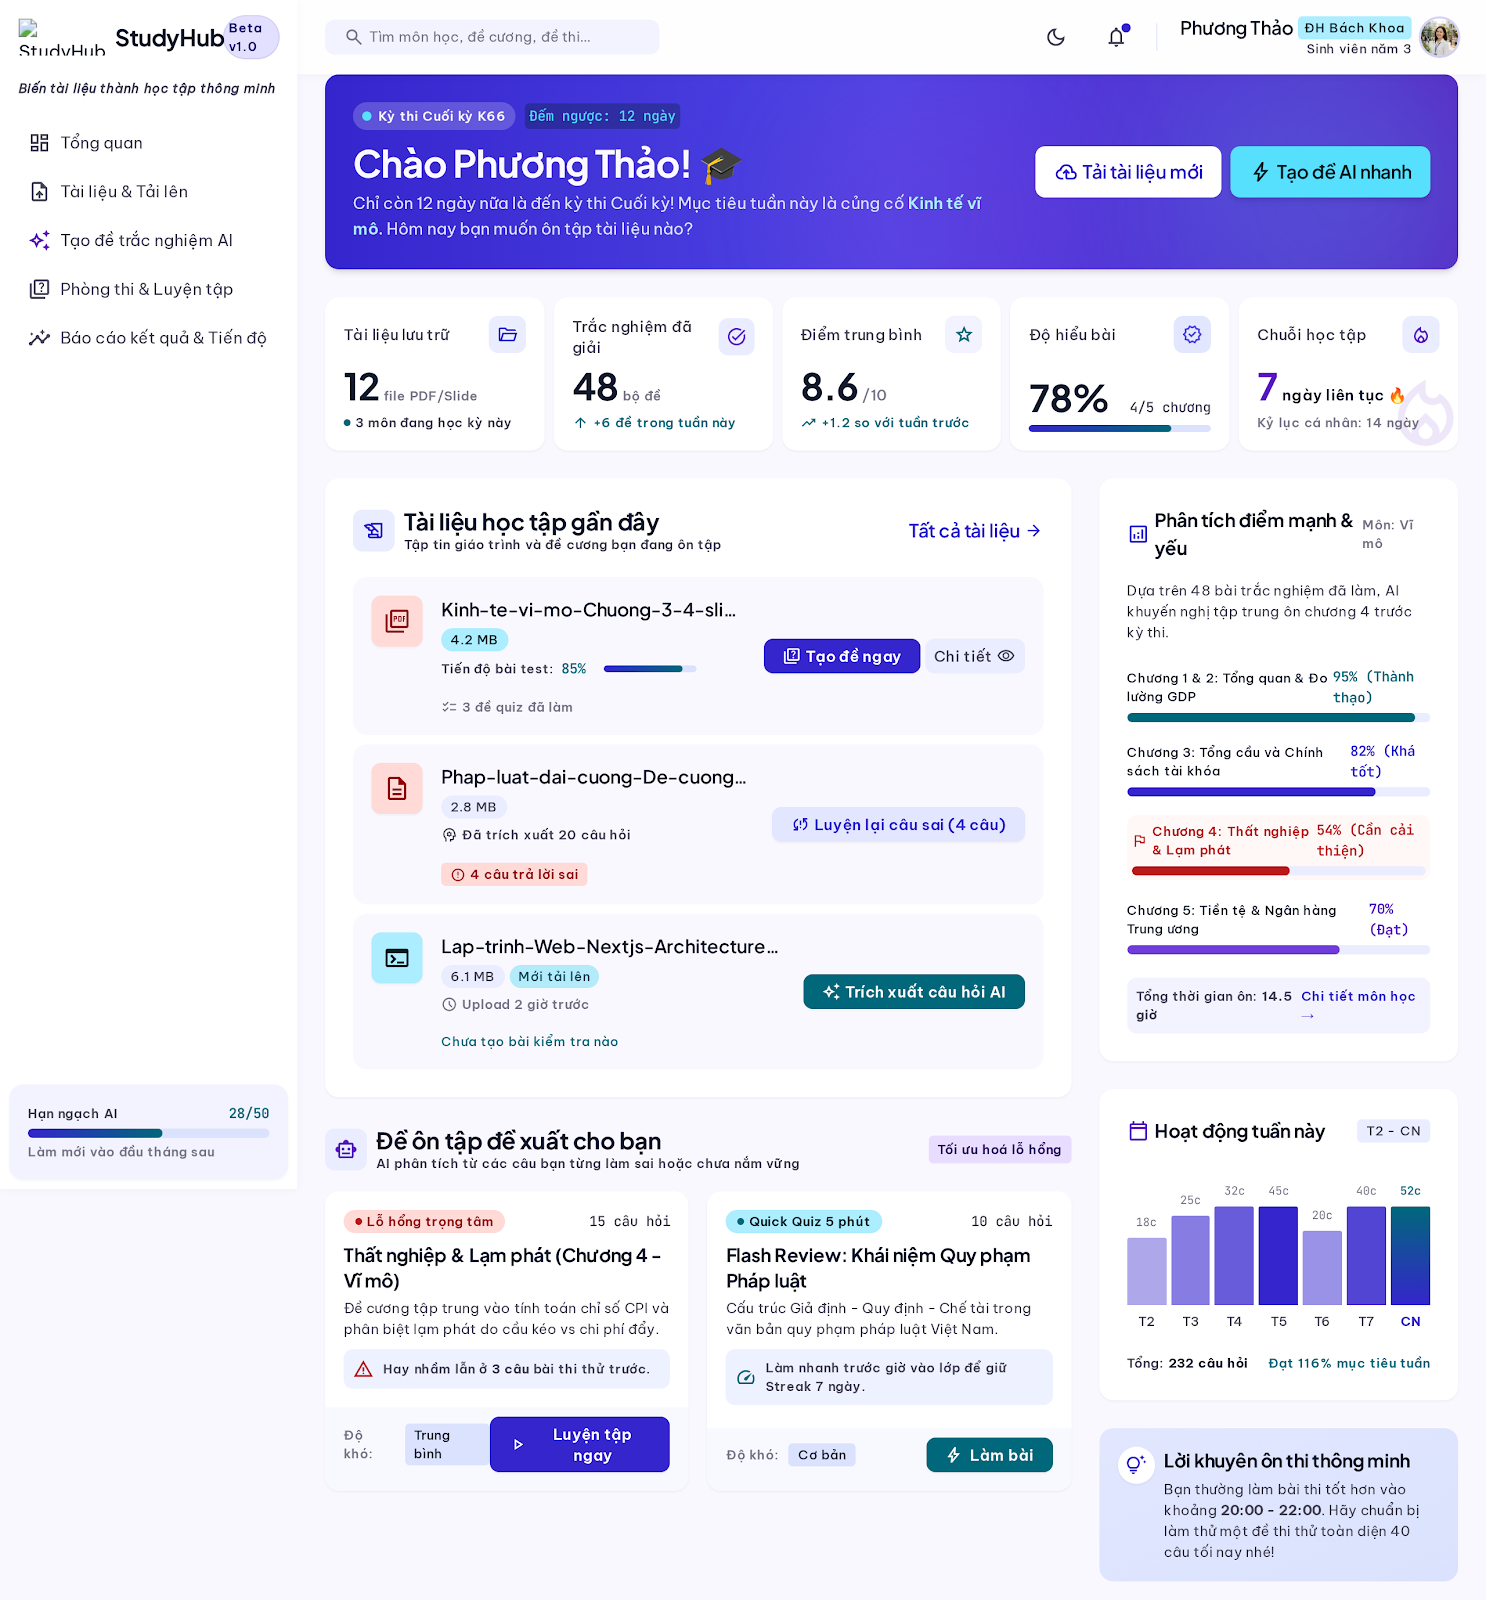 StudyHub
StudyHub
Beta
v1.0
Biến tài liệu thành học tập thông minh
Tổng quan
Tài liệu & Tải lên
Tạo đề trắc nghiệm AI
Phòng thi & Luyện tập
Báo cáo kết quả & Tiến độ
Hạn ngạch AI
28/50
Làm mới vào đầu tháng sau
Tìm môn học, đề cương, đề thi...
Phương Thảo
ĐH Bách Khoa
Sinh viên năm 3
Kỳ thi Cuối kỳ K66
Đếm ngược: 12 ngày
Chào Phương Thảo! 🎓
Chỉ còn 12 ngày nữa là đến kỳ thi Cuối kỳ! Mục tiêu tuần này là củng cố Kinh tế vĩ
mô. Hôm nay bạn muốn ôn tập tài liệu nào?
Tải tài liệu mới
Tạo đề AI nhanh
Tài liệu lưu trữ
12 file PDF/Slide
3 môn đang học kỳ này
Trắc nghiệm đã
giải
48 bộ đề
+6 đề trong tuần này
Điểm trung bình
8.6 /10
+1.2 so với tuần trước
Độ hiểu bài
78%
4/5 chương
Chuỗi học tập
7 ngày liên tục 🔥
Kỷ lục cá nhân: 14 ngày
Tài liệu học tập gần đây
Tập tin giáo trình và đề cương bạn đang ôn tập
Tất cả tài liệu →
PDF
Kinh-te-vi-mo-Chuong-3-4-sli...
4.2 MB
Tiến độ bài test: 85%
3 đề quiz đã làm
Tạo đề ngay
Chi tiết
Phap-luat-dai-cuong-De-cuong...
2.8 MB
Đã trích xuất 20 câu hỏi
4 câu trả lời sai
Luyện lại câu sai (4 câu)
Lap-trinh-Web-Nextjs-Architecture...
6.1 MB
Mới tải lên
Upload 2 giờ trước
Chưa tạo bài kiểm tra nào
Trích xuất câu hỏi AI
Đề ôn tập đề xuất cho bạn
AI phân tích từ các câu bạn từng làm sai hoặc chưa nắm vững
Tối ưu hoá lỗ hổng
Lỗ hổng trọng tâm
15 câu hỏi
Thất nghiệp & Lạm phát (Chương 4 -
Vĩ mô)
Đề cương tập trung vào tính toán chỉ số CPI và
phân biệt lạm phát do cầu kéo vs chi phí đẩy.
Hay nhầm lẫn ở 3 câu bài thi thử trước.
Độ
khó:
Trung
bình
Luyện tập
ngay
Quick Quiz 5 phút
10 câu hỏi
Flash Review: Khái niệm Quy phạm
Pháp luật
Cấu trúc Giả định - Quy định - Chế tài trong
văn bản quy phạm pháp luật Việt Nam.
Làm nhanh trước giờ vào lớp để giữ
Streak 7 ngày.
Độ khó:
Cơ bản
Làm bài
Phân tích điểm mạnh &
yếu
Môn: Vĩ
mô
Dựa trên 48 bài trắc nghiệm đã làm, AI
khuyến nghị tập trung ôn chương 4 trước
kỳ thi.
Chương 1 & 2: Tổng quan & Đo
lường GDP
95% (Thành
thạo)
Chương 3: Tổng cầu và Chính
sách tài khóa
82% (Khá
tốt)
Chương 4: Thất nghiệp
& Lạm phát
54% (Cần cải
thiện)
Chương 5: Tiền tệ & Ngân hàng
Trung ương
70%
(Đạt)
Tổng thời gian ôn: 14.5
giờ
Chi tiết môn học
→
Hoạt động tuần này
T2 - CN
18c
25c
32c
45c
20c
40c
52c
T2
T3
T4
T5
T6
T7
CN
Tổng: 232 câu hỏi
Đạt 116% mục tiêu tuần
Lời khuyên ôn thi thông minh
Bạn thường làm bài thi tốt hơn vào
khoảng 20:00 - 22:00. Hãy chuẩn bị
làm thử một đề thi thử toàn diện 40
câu tối nay nhé!